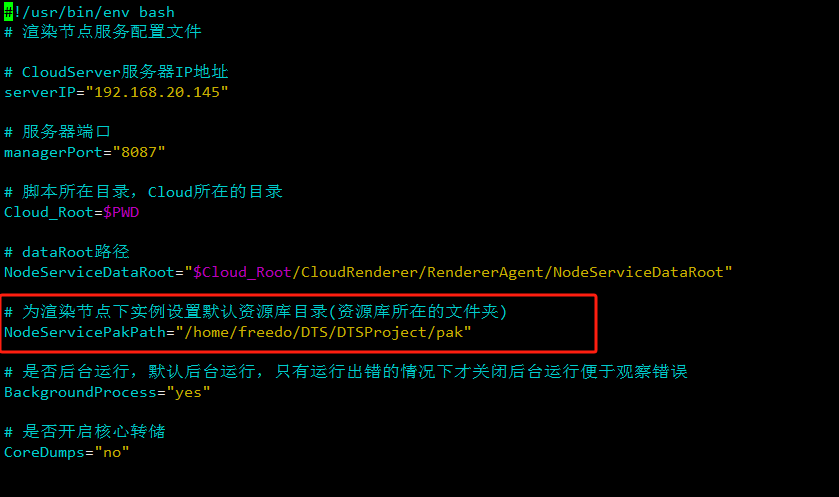 #!/usr/bin/env bash
# 渲染节点服务配置文件
# CloudServer服务器IP地址
serverIP="192.168.20.145"
# 服务器端口
managerPort="8087"
# 脚本所在目录，Cloud所在的目录
Cloud_Root=$PWD
# dataRoot路径
NodeServiceDataRoot="$Cloud_Root/CloudRenderer/RendererAgent/NodeServiceDataRoot"
# 为渲染节点下实例设置默认资源库目录(资源库所在的文件夹)
NodeServicePakPath="/home/freedo/DTS/DTSProject/pak"
# 是否后台运行，默认后台运行，只有运行出错的情况下才关闭后台运行便于观察错误
BackgroundProcess="yes"
# 是否开启核心转储
CoreDumps="no"